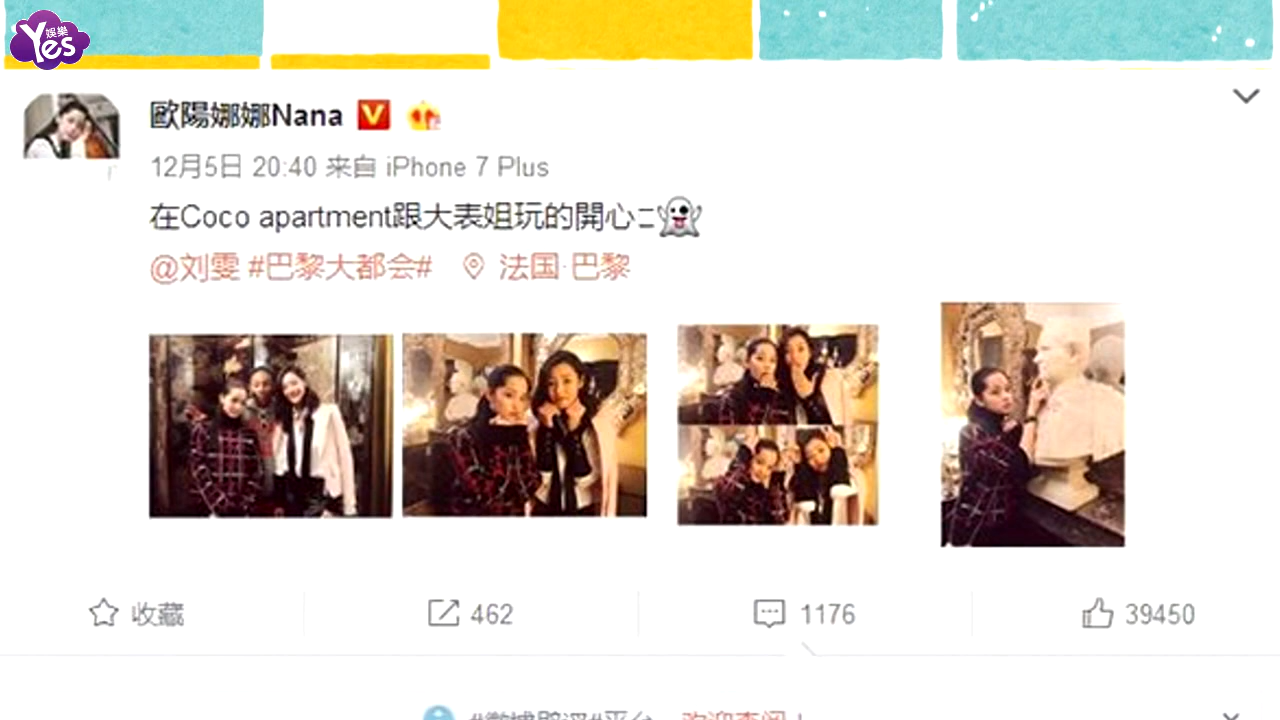 Yes娛樂
歐陽娜娜Nana
12月5日 20:40 来自 iPhone 7 Plus
在Coco apartment跟大表姐玩的開心
@刘雯 #巴黎大都会# 法国·巴黎
收藏
462
1176
39450